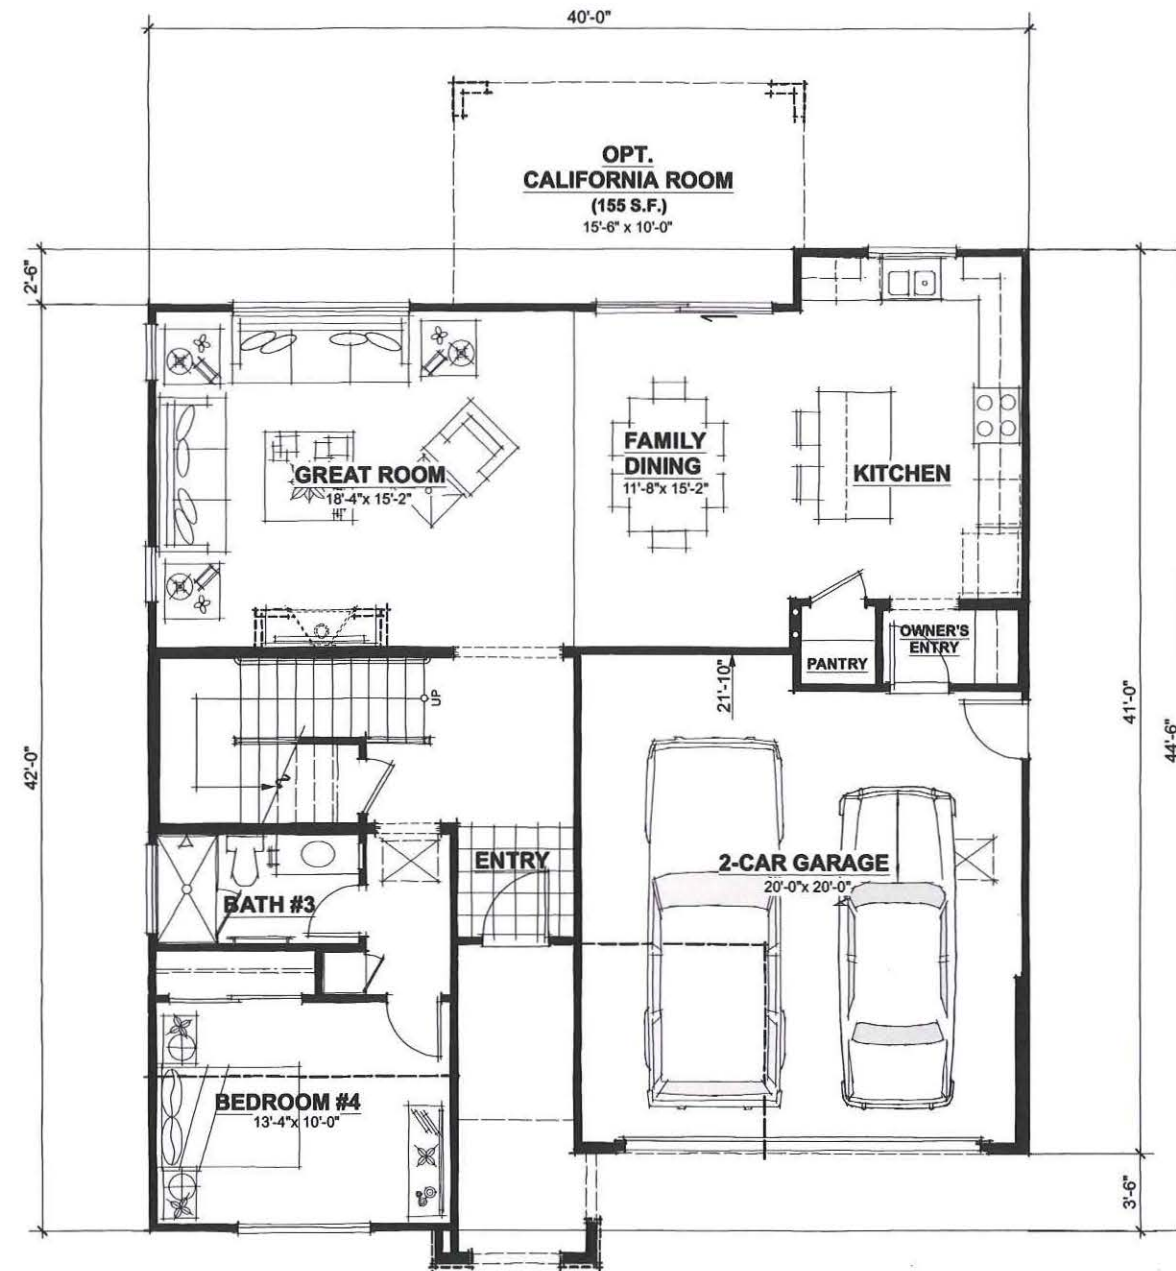 40'-0"
OPT.
CALIFORNIA ROOM
(155 S.F.)
15'-6" x 10'-0"
2'-6"
GREAT ROOM
18'-4"x 15'-2"
FAMILY
DINING
11'-8"x 15'-2"
KITCHEN
OWNER'S
ENTRY
PANTRY
21'-10"
UP
41'-0"
44'-6"
42'-0"
ENTRY
2-CAR GARAGE
20'-0"x 20'-0"
BATH #3
BEDROOM #4
13'-4"x 10'-0"
3'-6"